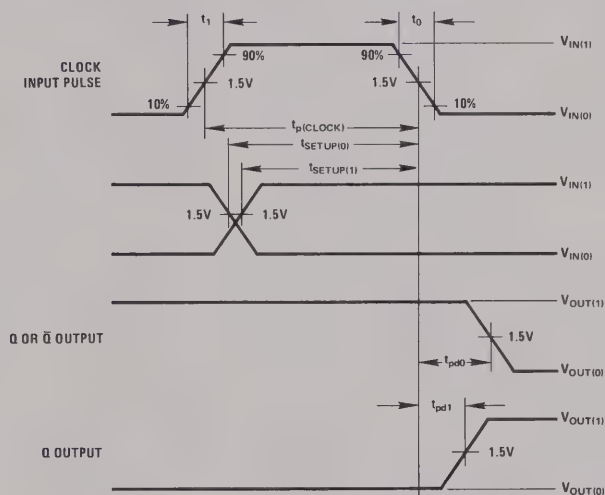 t1
t0
VIN(1)
90%
90%
CLOCK
INPUT PULSE
1.5V
1.5V
10%
10%
VIN(0)
tp(CLOCK)
tSETUP(0)
tSETUP(1)
VIN(1)
1.5V
1.5V
VIN(0)
VOUT(1)
Q OR Q̅ OUTPUT
1.5V
tpd0
VOUT(0)
tpd1
VOUT(1)
Q OUTPUT
1.5V
VOUT(0)